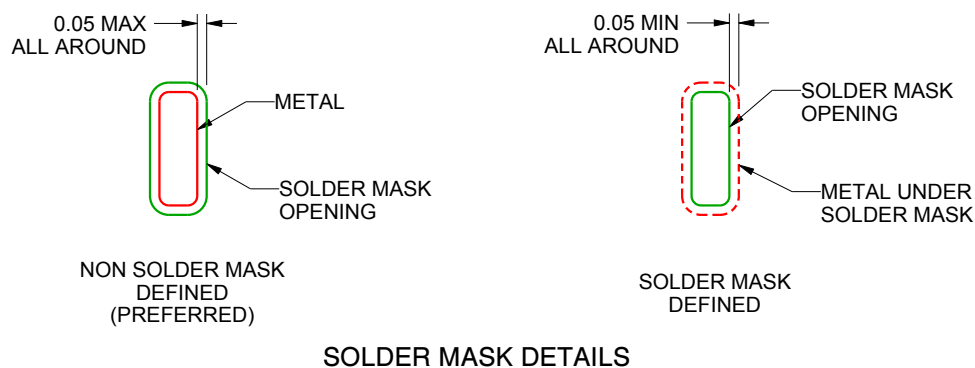 0.05 MAX
ALL AROUND
METAL
SOLDER MASK
OPENING
NON SOLDER MASK
DEFINED
(PREFERRED)
0.05 MIN
ALL AROUND
SOLDER MASK
OPENING
METAL UNDER
SOLDER MASK
SOLDER MASK
DEFINED
SOLDER MASK DETAILS